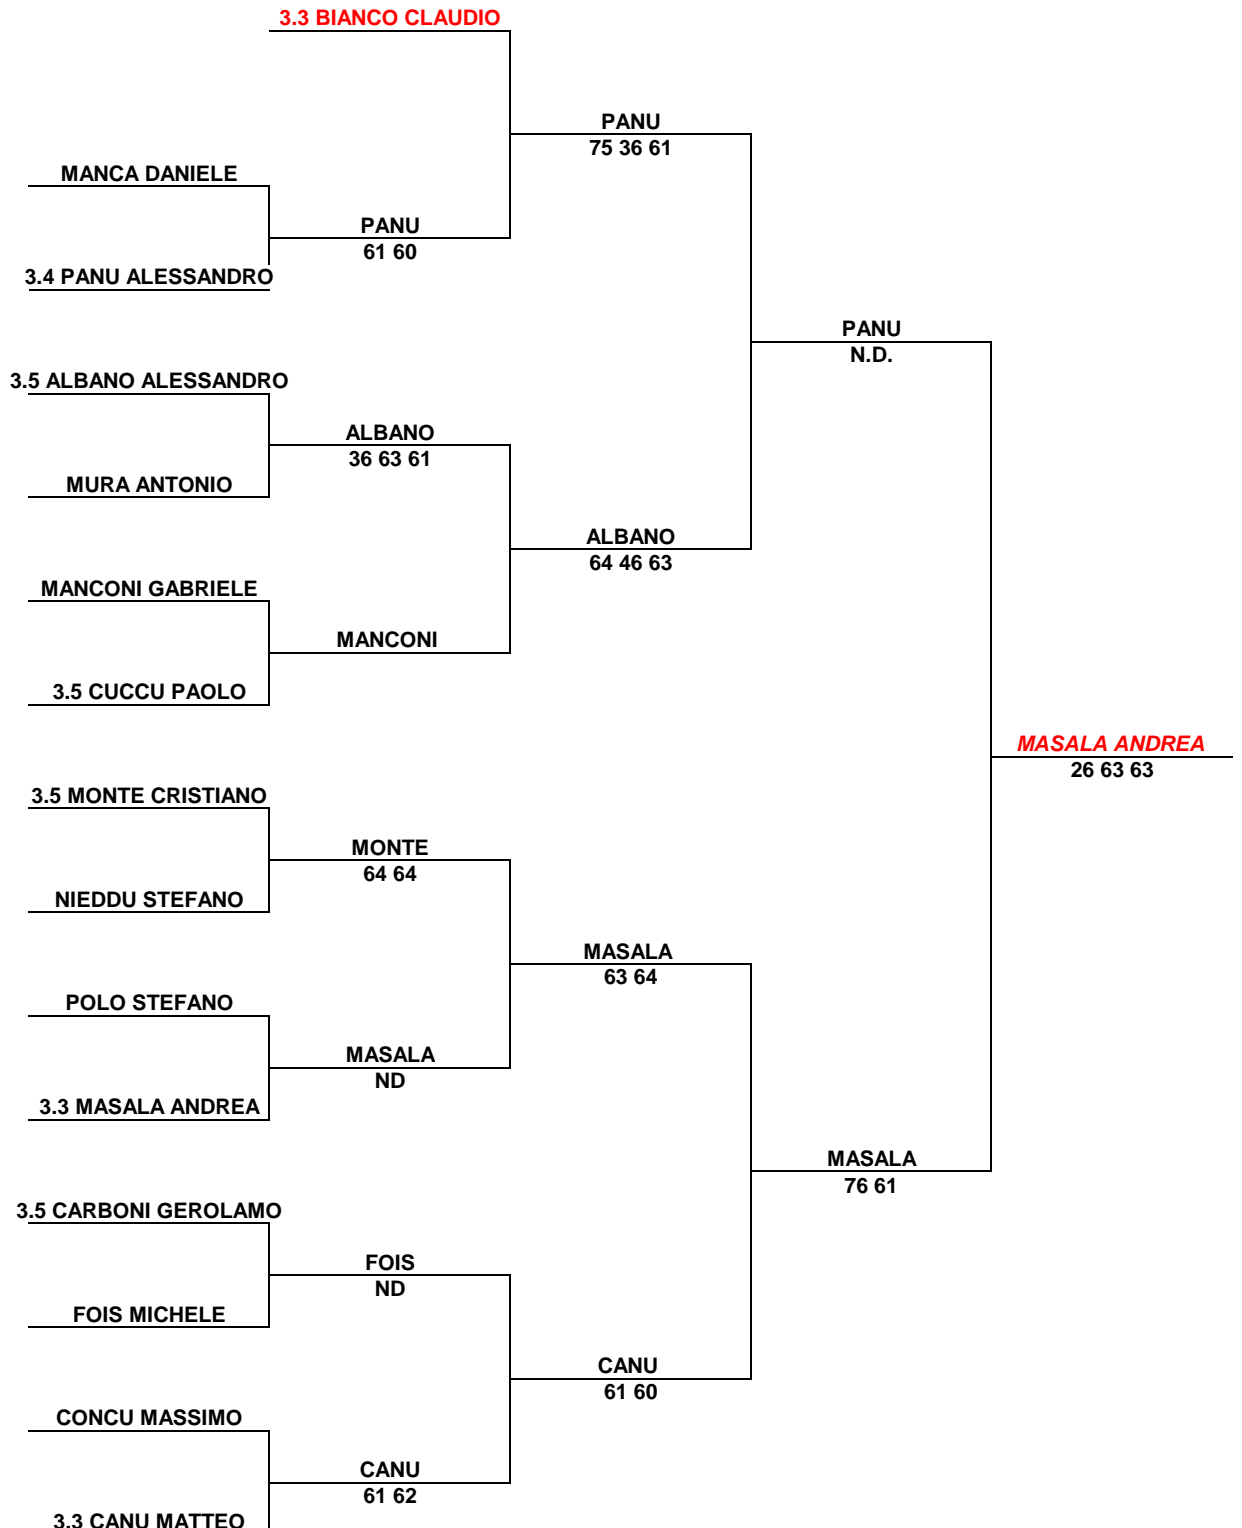 3.3 BIANCO CLAUDIO
PANU
75 36 61
MANCA DANIELE
PANU
61 60
3.4 PANU ALESSANDRO
PANU
N.D.
3.5 ALBANO ALESSANDRO
ALBANO
36 63 61
MURA ANTONIO
ALBANO
64 46 63
MANCONI GABRIELE
MANCONI
3.5 CUCCU PAOLO
MASALA ANDREA
26 63 63
3.5 MONTE CRISTIANO
MONTE
64 64
NIEDDU STEFANO
MASALA
63 64
POLO STEFANO
MASALA
ND
3.3 MASALA ANDREA
MASALA
76 61
3.5 CARBONI GEROLAMO
FOIS
ND
FOIS MICHELE
CANU
61 60
CONCU MASSIMO
CANU
61 62
3.3 CANU MATTEO